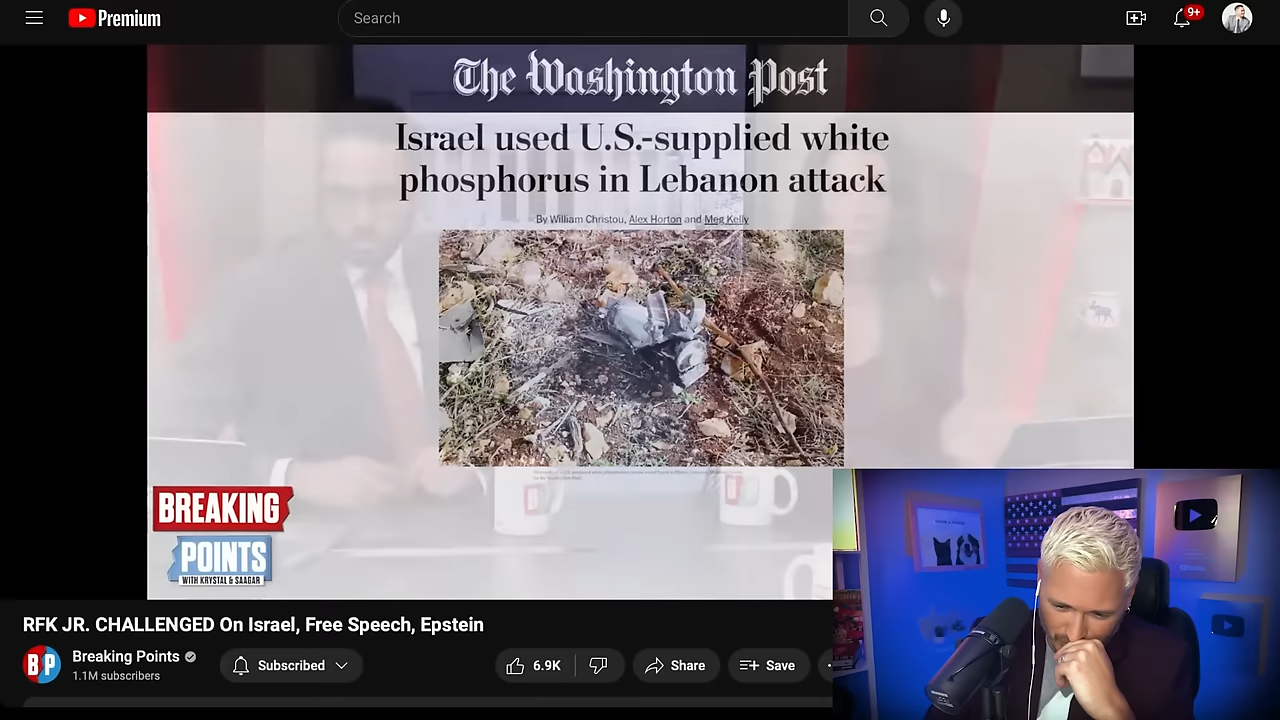 Premium
Search
9+
The Washington Post
Israel used U.S.-supplied white
phosphorus in Lebanon attack
By William Christou, Alex Horton and Meg Kelly
BREAKING
POINTS
WITH KRYSTAL & SAAGAR
RFK JR. CHALLENGED On Israel, Free Speech, Epstein
BP
Breaking Points
1.1M subscribers
Subscribed
6.9K
Share
Save